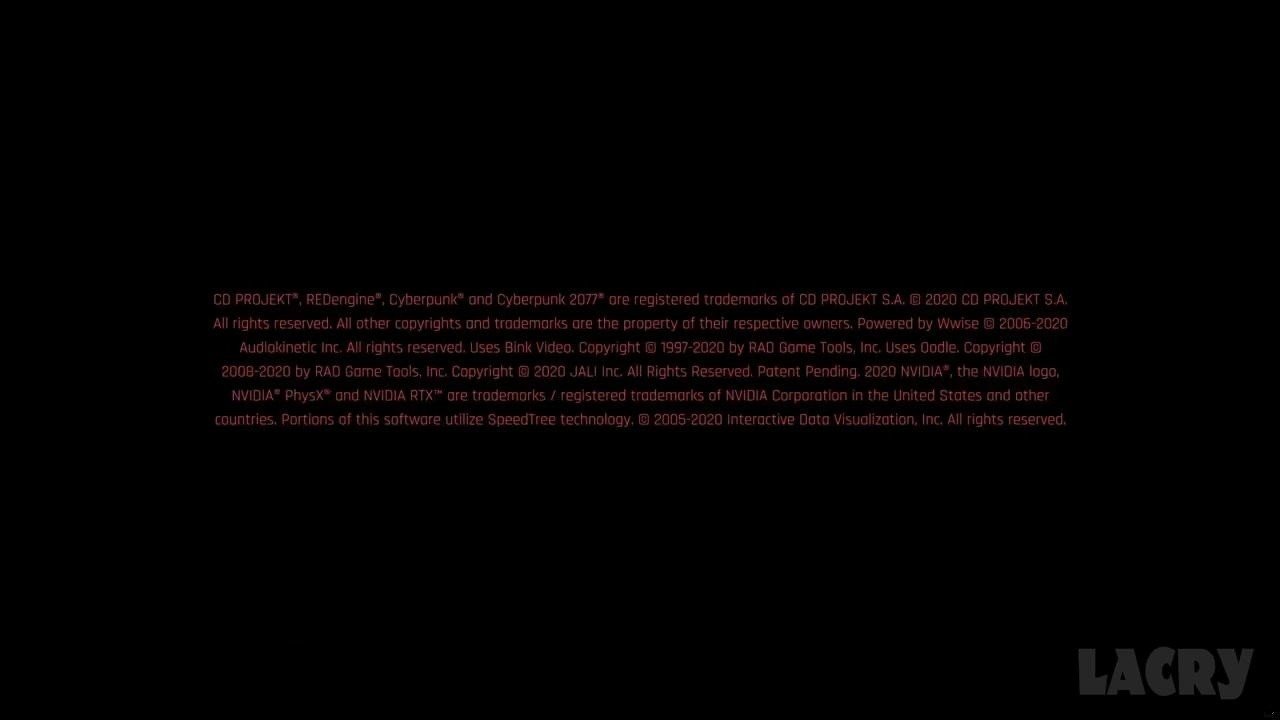 CD PROJEKT®, REDengine®, Cyberpunk® and Cyberpunk 2077® are registered trademarks of CD PROJEKT S.A. © 2020 CD PROJEKT S.A.
All rights reserved. All other copyrights and trademarks are the property of their respective owners. Powered by Wwise © 2006-2020
Audiokinetic Inc. All rights reserved. Uses Bink Video. Copyright © 1997-2020 by RAD Game Tools, Inc. Uses Oodle. Copyright ©
2008-2020 by RAD Game Tools, Inc. Copyright © 2020 JALI Inc. All Rights Reserved. Patent Pending. 2020 NVIDIA®, the NVIDIA logo,
NVIDIA® PhysX® and NVIDIA RTX™ are trademarks / registered trademarks of NVIDIA Corporation in the United States and other
countries. Portions of this software utilize SpeedTree technology. © 2005-2020 Interactive Data Visualization, Inc. All rights reserved.
LACRY